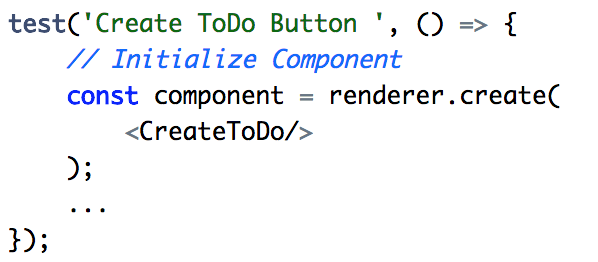 test('Create ToDo Button ', () => {
    // Initialize Component
    const component = renderer.create(
        <CreateToDo/>
    );
    ...
});